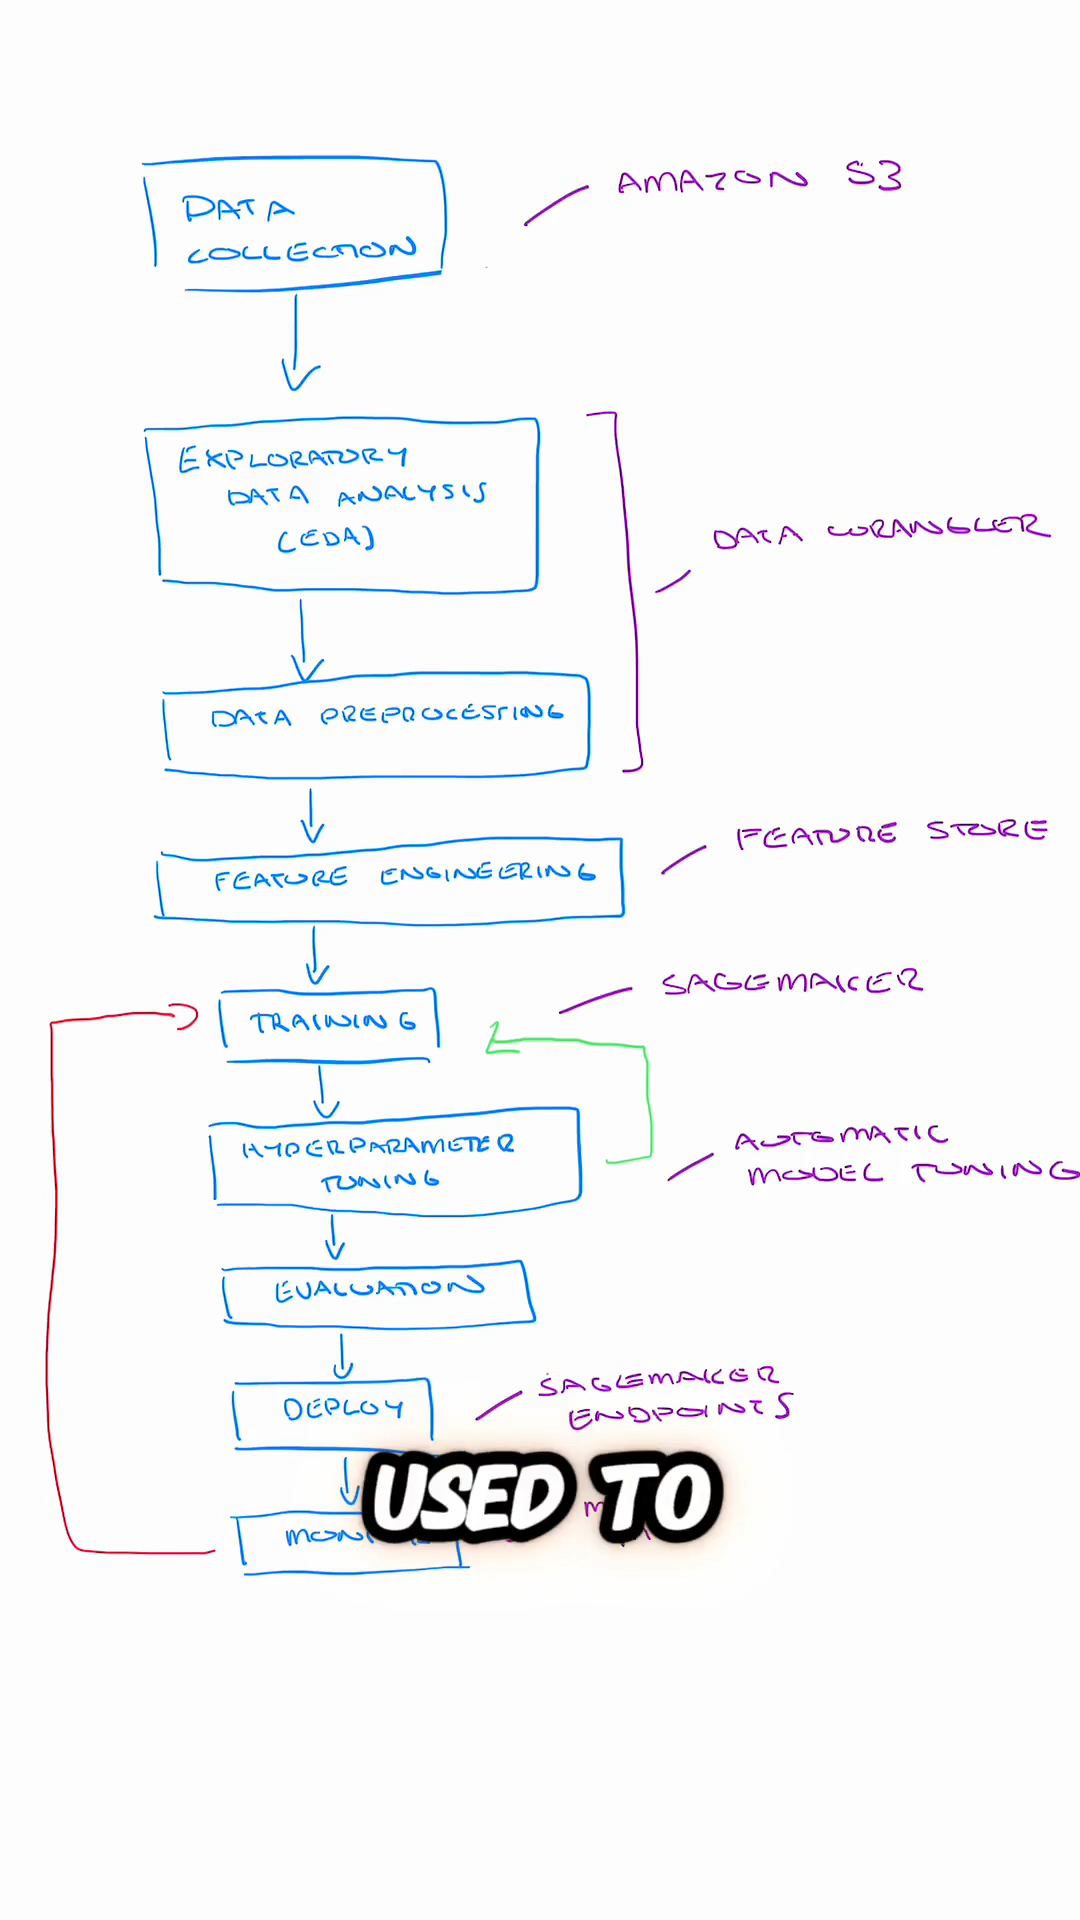 DATA
COLLECTION
AMAZON S3
EXPLORATORY
DATA ANALYSIS
(EDA)
DATA WRANGLER
DATA PREPROCESSING
FEATURE ENGINEERING
FEATURE STORE
TRAINING
SAGEMAKER
HYPERPARAMETER
TUNING
AUTOMATIC
MODEL TUNING
EVALUATION
DEPLOY
SAGEMAKER
ENDPOINTS
USED TO